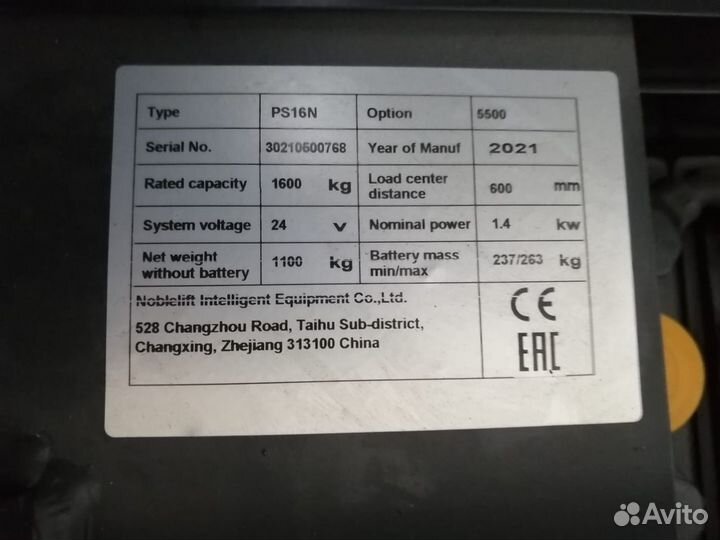 Type PS16N Option 5500
Serial No. 30210500768 Year of Manuf 2021
Rated capacity 1600 kg Load center distance 600 mm
System voltage 24 V Nominal power 1.4 kw
Net weight without battery 1100 kg Battery mass min/max 237/263 kg
Noblelift Intelligent Equipment Co.,Ltd.
528 Changzhou Road, Taihu Sub-district,
Changxing, Zhejiang 313100 China
CE
EAC
Avito